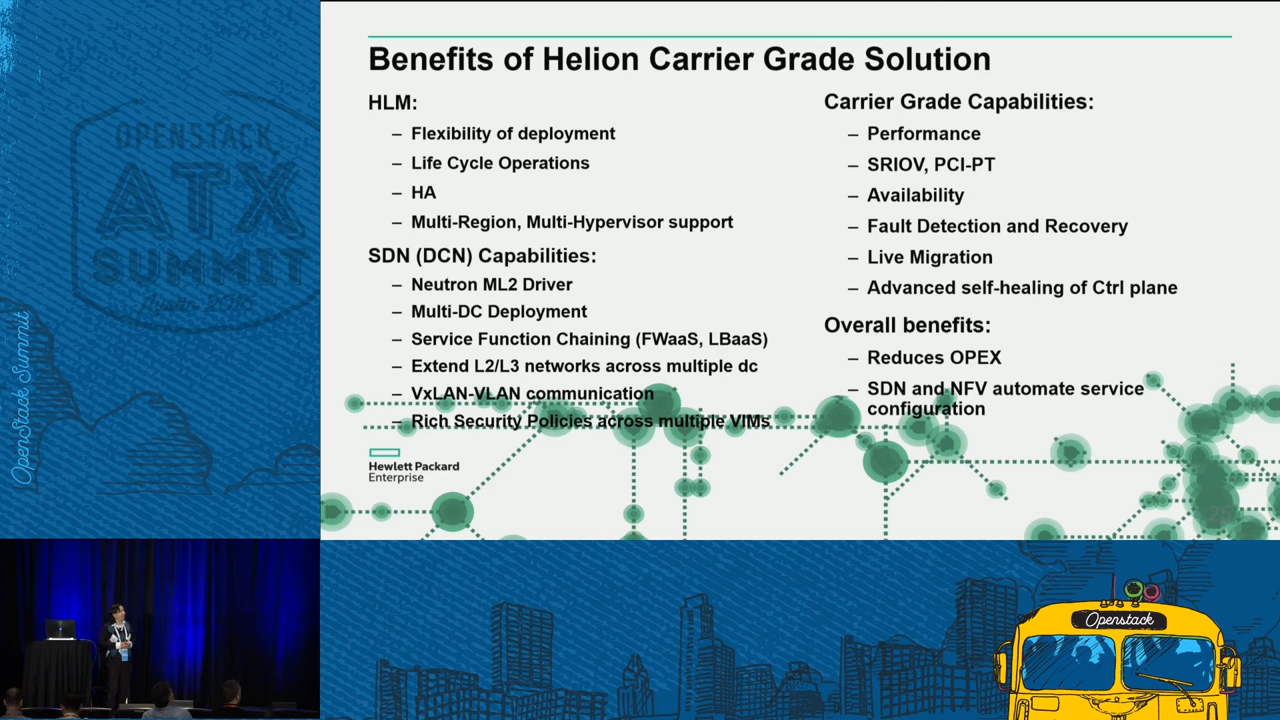 Benefits of Helion Carrier Grade Solution
HLM:
– Flexibility of deployment
– Life Cycle Operations
– HA
– Multi-Region, Multi-Hypervisor support
SDN (DCN) Capabilities:
– Neutron ML2 Driver
– Multi-DC Deployment
– Service Function Chaining (FWaaS, LBaaS)
– Extend L2/L3 networks across multiple dc
– VxLAN-VLAN communication
– Rich Security Policies across multiple VIMs
Carrier Grade Capabilities:
– Performance
– SRIOV, PCI-PT
– Availability
– Fault Detection and Recovery
– Live Migration
– Advanced self-healing of Ctrl plane
Overall benefits:
– Reduces OPEX
– SDN and NFV automate service
configuration
Hewlett Packard
Enterprise
OPENSTACK
ATX
SUMMIT
Austin 2016
OpenStack Summit
Openstack